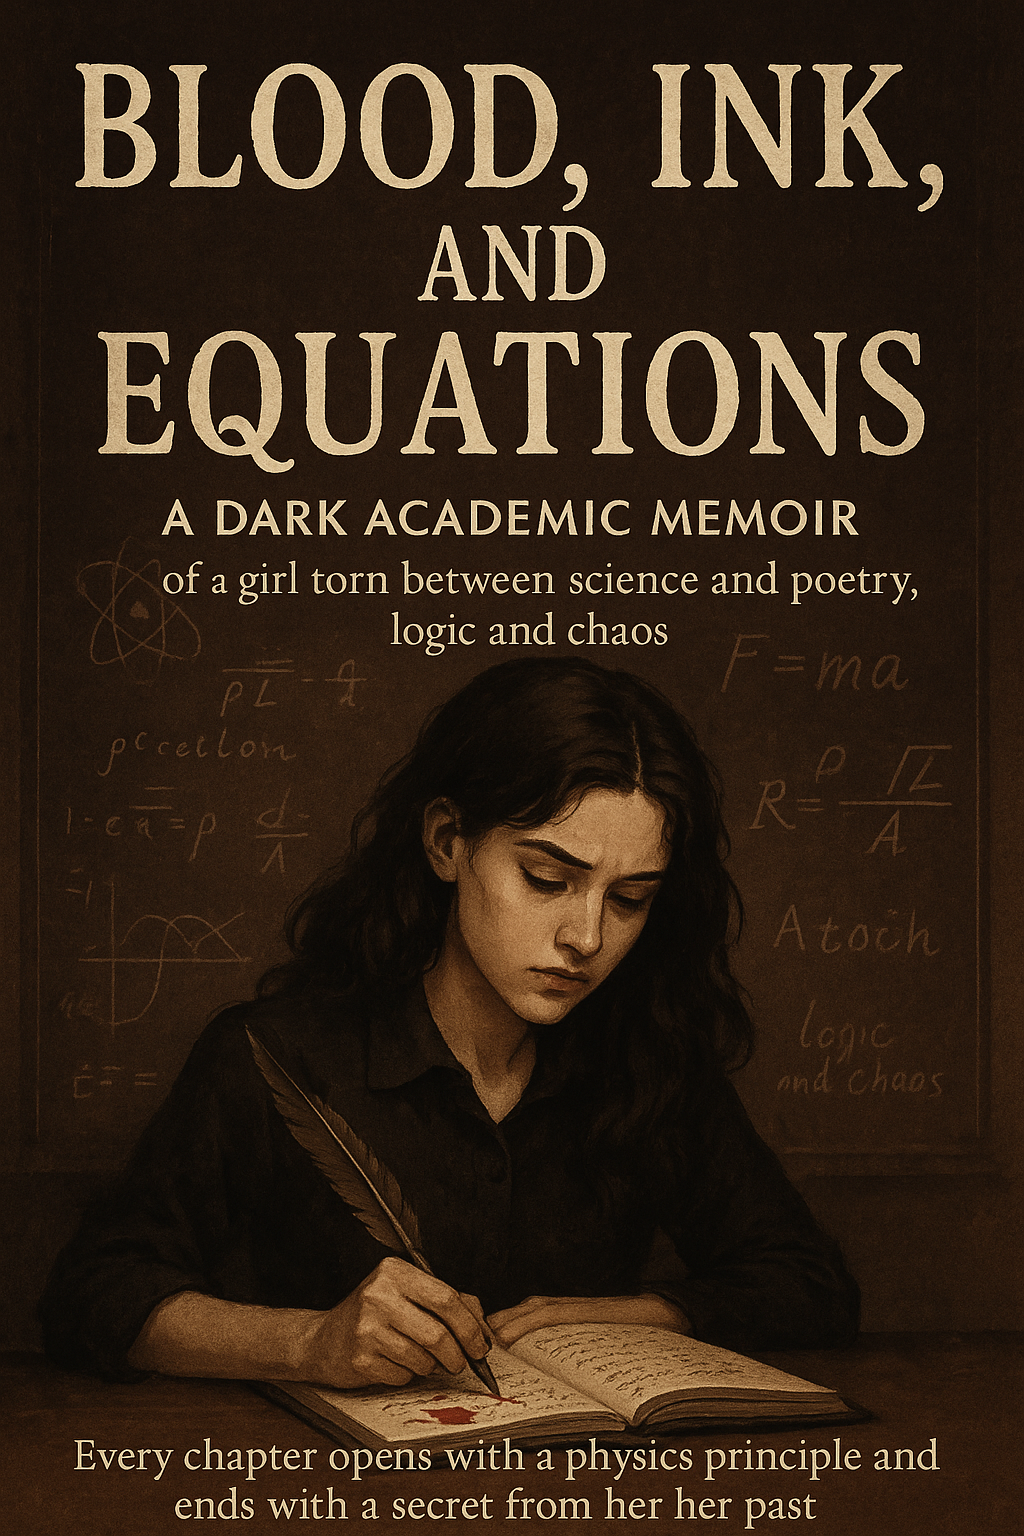 BLOOD, INK,
AND
EQUATIONS
A DARK ACADEMIC MEMOIR
of a girl torn between science and poetry,
logic and chaos
F = ma
R =
A
Atoch
logic
and chaos
Every chapter opens with a physics principle and
ends with a secret from her her past